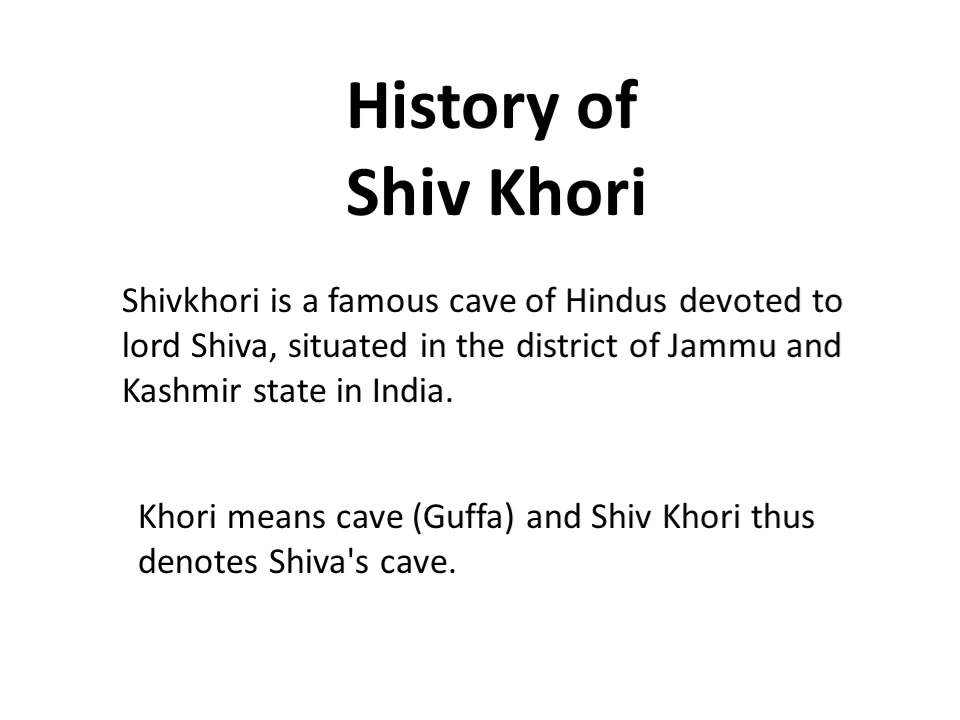 History of
Shiv Khori
Shivkhori is a famous cave of Hindus devoted to
lord Shiva, situated in the district of Jammu and
Kashmir state in India.
Khori means cave (Guffa) and Shiv Khori thus
denotes Shiva's cave.